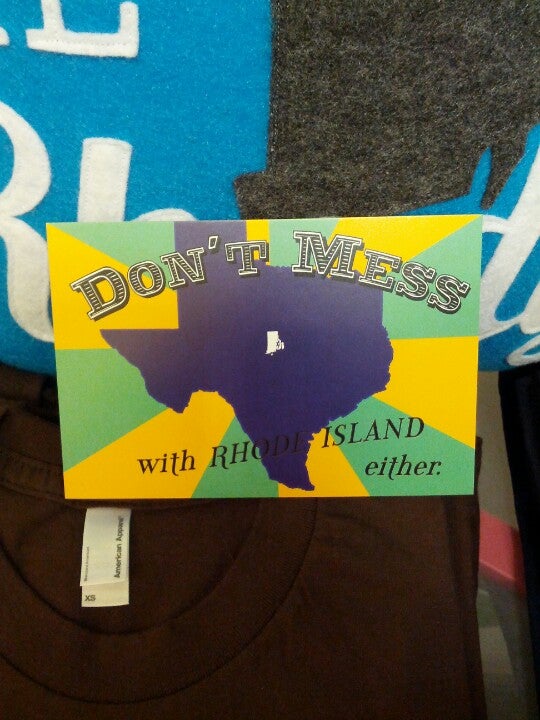 DON'T MESS
with RHODE ISLAND
either.
American Apparel
XS